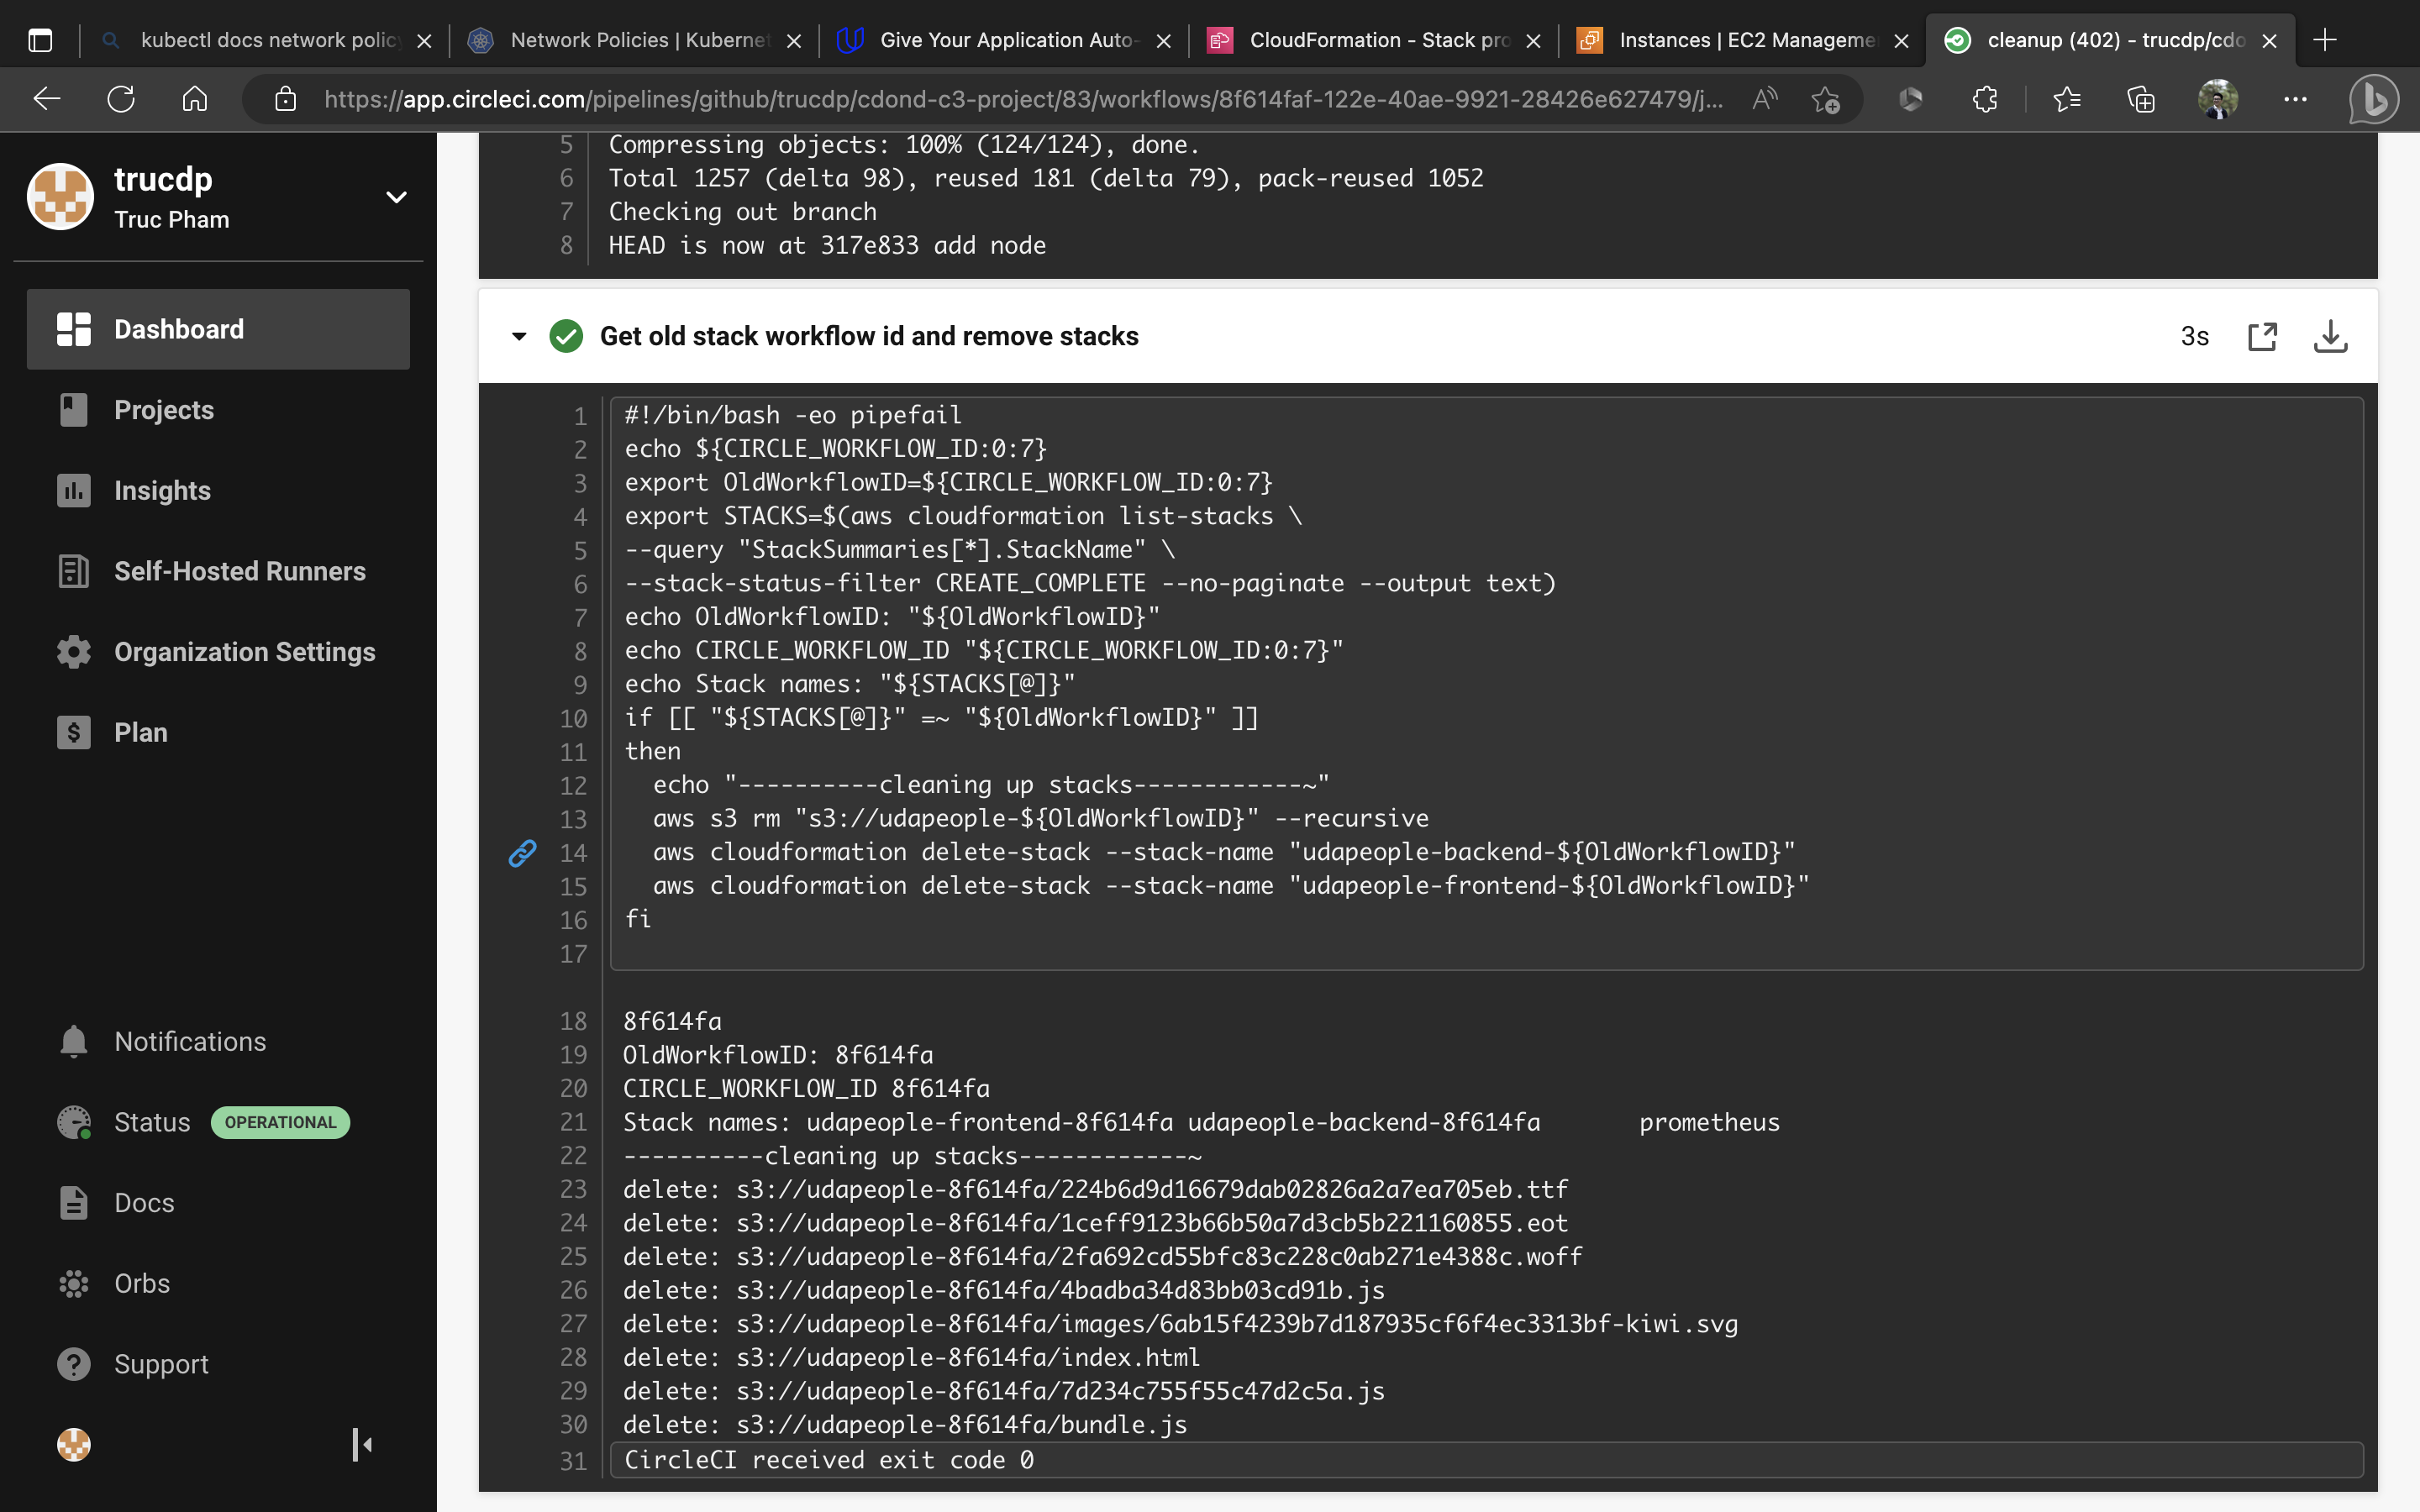 kubectl docs network polic
Network Policies | Kubernet
Give Your Application Auto-
CloudFormation - Stack pro
Instances | EC2 Manageme
cleanup (402) - trucdp/cdo
https://app.circleci.com/pipelines/github/trucdp/cdond-c3-project/83/workflows/8f614faf-122e-40ae-9921-28426e627479/j...
trucdp
Truc Pham
Dashboard
Projects
Insights
Self-Hosted Runners
Organization Settings
$ Plan
Notifications
Status OPERATIONAL
Docs
Orbs
? Support
5 Compressing objects: 100% (124/124), done.
6 Total 1257 (delta 98), reused 181 (delta 79), pack-reused 1052
7 Checking out branch
8 HEAD is now at 317e833 add node
Get old stack workflow id and remove stacks 3s
1 #!/bin/bash -eo pipefail
2 echo ${CIRCLE_WORKFLOW_ID:0:7}
3 export OldWorkflowID=${CIRCLE_WORKFLOW_ID:0:7}
4 export STACKS=$(aws cloudformation list-stacks \
5 --query "StackSummaries[*].StackName" \
6 --stack-status-filter CREATE_COMPLETE --no-paginate --output text)
7 echo OldWorkflowID: "${OldWorkflowID}"
8 echo CIRCLE_WORKFLOW_ID "${CIRCLE_WORKFLOW_ID:0:7}"
9 echo Stack names: "${STACKS[@]}"
10 if [[ "${STACKS[@]}" =~ "${OldWorkflowID}" ]]
11 then
12 echo "----------cleaning up stacks------------~"
13 aws s3 rm "s3://udapeople-${OldWorkflowID}" --recursive
14 aws cloudformation delete-stack --stack-name "udapeople-backend-${OldWorkflowID}"
15 aws cloudformation delete-stack --stack-name "udapeople-frontend-${OldWorkflowID}"
16 fi
17
18 8f614fa
19 OldWorkflowID: 8f614fa
20 CIRCLE_WORKFLOW_ID 8f614fa
21 Stack names: udapeople-frontend-8f614fa udapeople-backend-8f614fa prometheus
22 ----------cleaning up stacks------------~
23 delete: s3://udapeople-8f614fa/224b6d9d16679dab02826a2a7ea705eb.ttf
24 delete: s3://udapeople-8f614fa/1ceff9123b66b50a7d3cb5b221160855.eot
25 delete: s3://udapeople-8f614fa/2fa692cd55bfc83c228c0ab271e4388c.woff
26 delete: s3://udapeople-8f614fa/4badba34d83bb03cd91b.js
27 delete: s3://udapeople-8f614fa/images/6ab15f4239b7d187935cf6f4ec3313bf-kiwi.svg
28 delete: s3://udapeople-8f614fa/index.html
29 delete: s3://udapeople-8f614fa/7d234c755f55c47d2c5a.js
30 delete: s3://udapeople-8f614fa/bundle.js
31 CircleCI received exit code 0